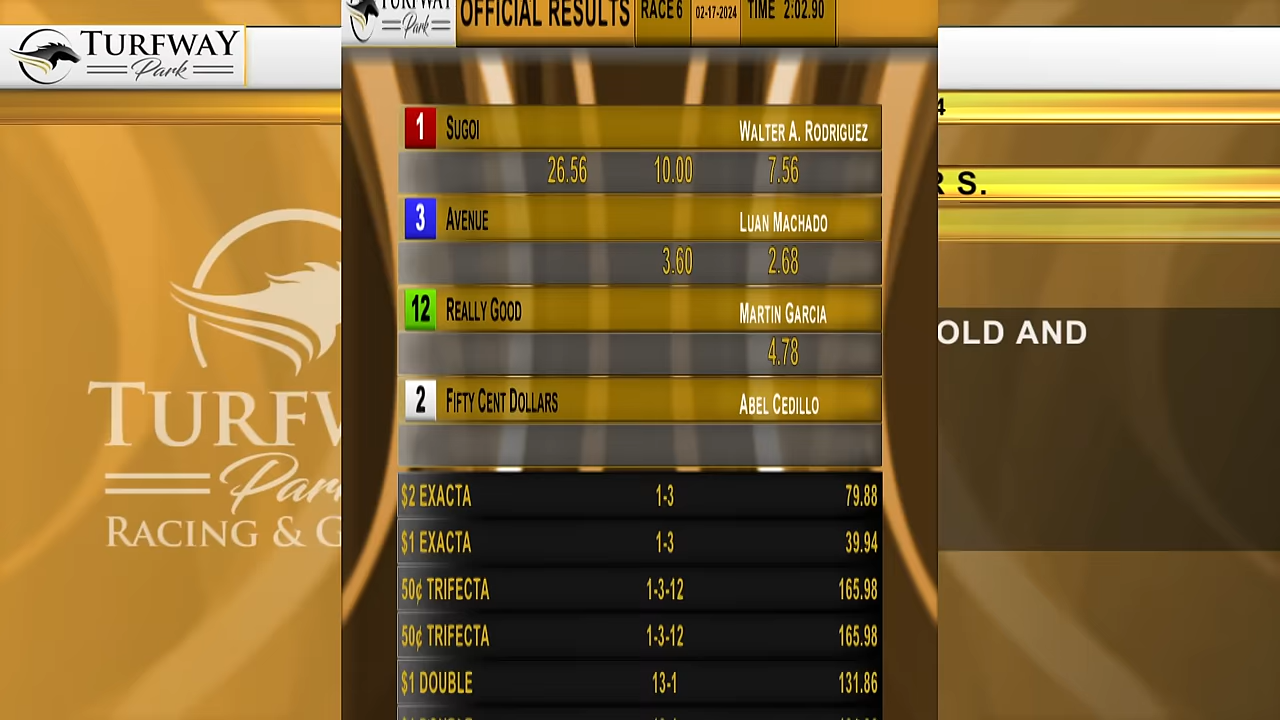 TURFWAY
Park
TURFWAY
Park
OFFICIAL RESULTS RACE 6 02-17-2024 TIME 2:02.90
4
R S.
OLD AND
TURFW
Par
RACING & G
1 SUGOI WALTER A. RODRIGUEZ
26.56 10.00 7.56
3 AVENUE LUAN MACHADO
3.60 2.68
12 REALLY GOOD MARTIN GARCIA
4.78
2 FIFTY CENT DOLLARS ABEL CEDILLO
$2 EXACTA 1-3 79.88
$1 EXACTA 1-3 39.94
50¢ TRIFECTA 1-3-12 165.98
50¢ TRIFECTA 1-3-12 165.98
$1 DOUBLE 13-1 131.86